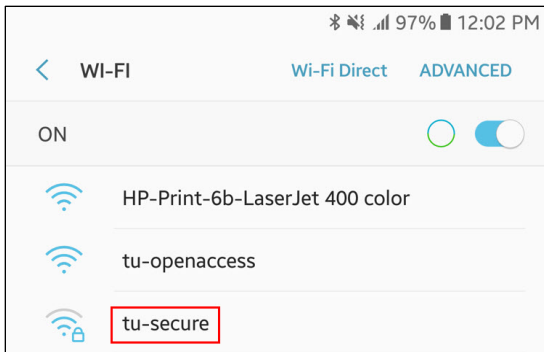 97% 12:02 PM
WI-FI Wi-Fi Direct ADVANCED
ON
HP-Print-6b-LaserJet 400 color
tu-openaccess
tu-secure